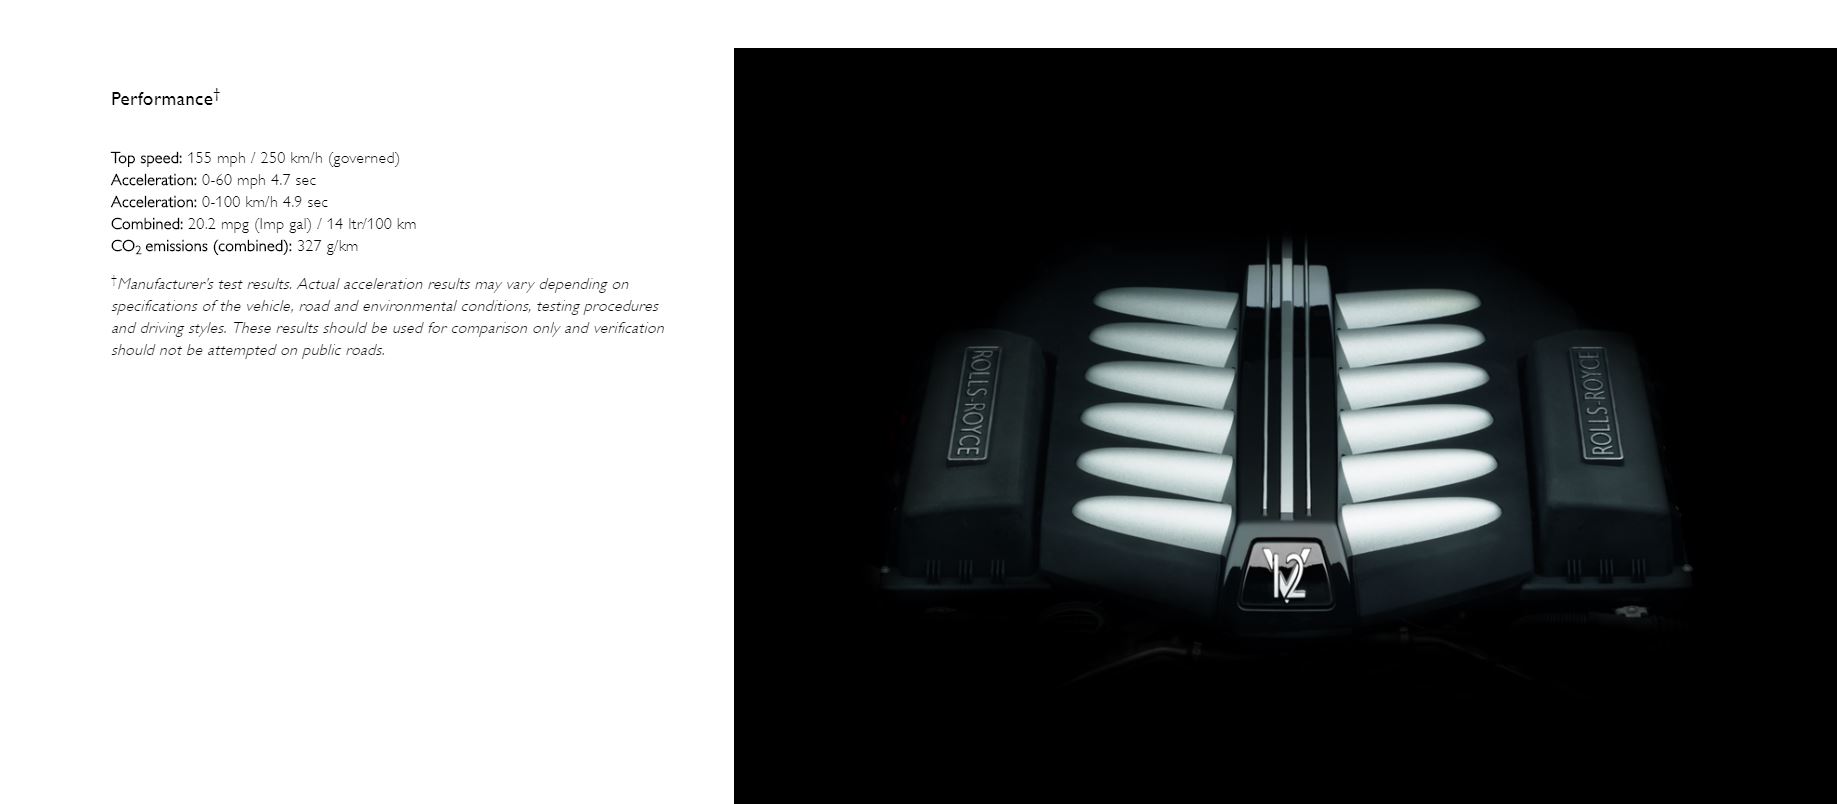 Performance†
Top speed: 155 mph / 250 km/h (governed)
Acceleration: 0-60 mph 4.7 sec
Acceleration: 0-100 km/h 4.9 sec
Combined: 20.2 mpg (Imp gal) / 14 ltr/100 km
CO₂ emissions (combined): 327 g/km
†Manufacturer's test results. Actual acceleration results may vary depending on
specifications of the vehicle, road and environmental conditions, testing procedures
and driving styles. These results should be used for comparison only and verification
should not be attempted on public roads.
ROLLS-ROYCE
ROLLS-ROYCE
V12